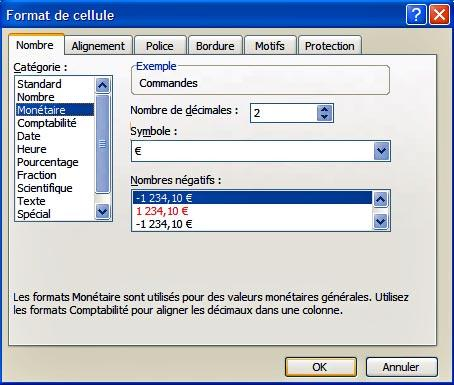 Format de cellule
Nombre Alignement Police Bordure Motifs Protection
Catégorie :
Standard
Nombre
Monétaire
Comptabilité
Date
Heure
Pourcentage
Fraction
Scientifique
Texte
Spécial
Exemple
Commandes
Nombre de décimales : 2
Symbole :
€
Nombres négatifs :
-1 234,10 €
1 234,10 €
-1 234,10 €
Les formats Monétaire sont utilisés pour des valeurs monétaires générales. Utilisez
les formats Comptabilité pour aligner les décimaux dans une colonne.
OK Annuler